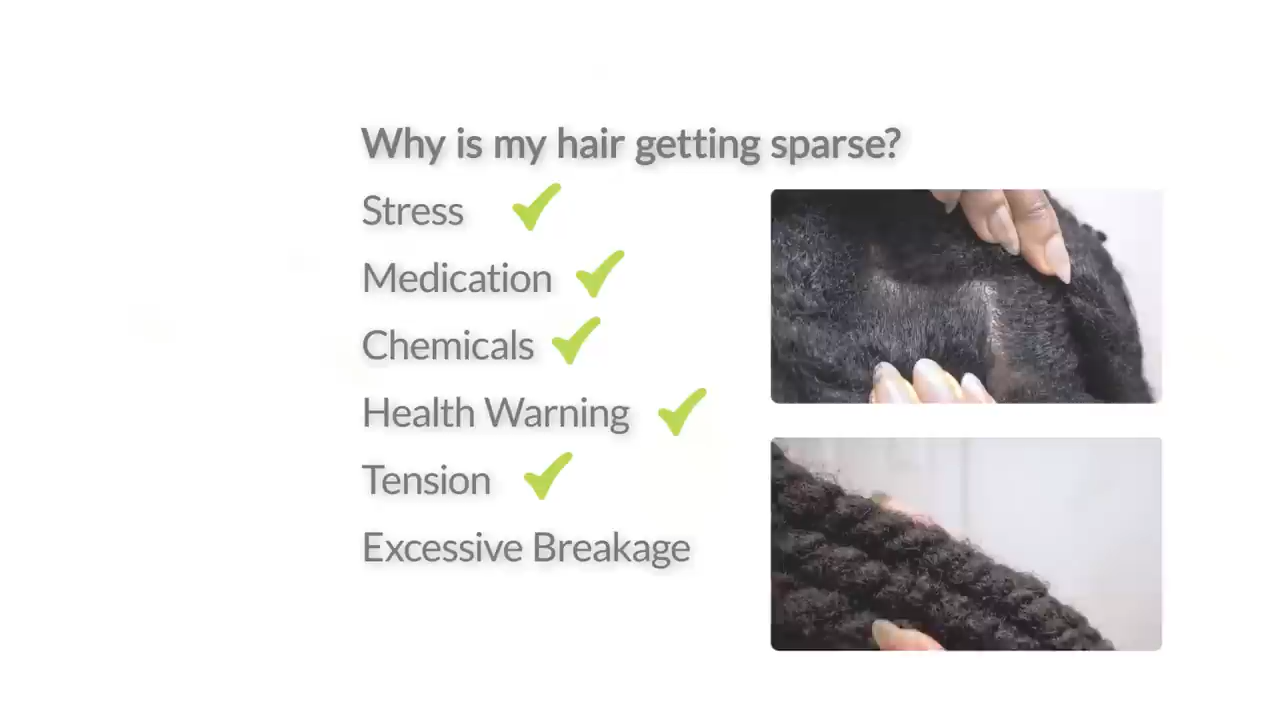 Why is my hair getting sparse?
Stress
Medication
Chemicals
Health Warning
Tension
Excessive Breakage